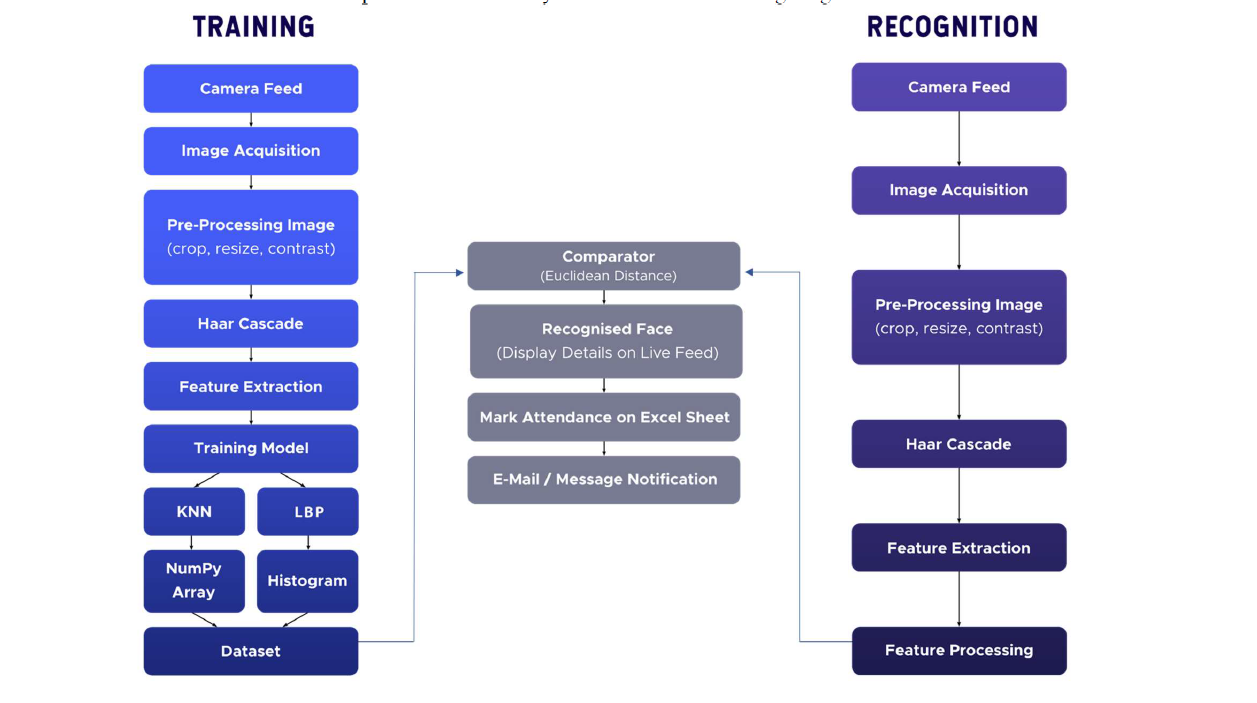 TRAINING
Camera Feed
Image Acquisition
Pre-Processing Image
(crop, resize, contrast)
Haar Cascade
Feature Extraction
Training Model
KNN
LBP
NumPy
Array
Histogram
Dataset
Comparator
(Euclidean Distance)
Recognised Face
(Display Details on Live Feed)
Mark Attendance on Excel Sheet
E-Mail / Message Notification
RECOGNITION
Camera Feed
Image Acquisition
Pre-Processing Image
(crop, resize, contrast)
Haar Cascade
Feature Extraction
Feature Processing